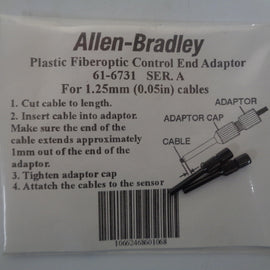 Allen-Bradley
Plastic Fiberoptic Control End Adaptor
61-6731 SER. A
For 1.25mm (0.05in) cables
1. Cut cable to length.
2. Insert cable into adaptor.
Make sure the end of the
cable extends approximately
1mm out of the end of the
adaptor.
3. Tighten adaptor cap
4. Attatch the cables to the sensor
ADAPTOR
ADAPTOR CAP
CABLE
10662468601068